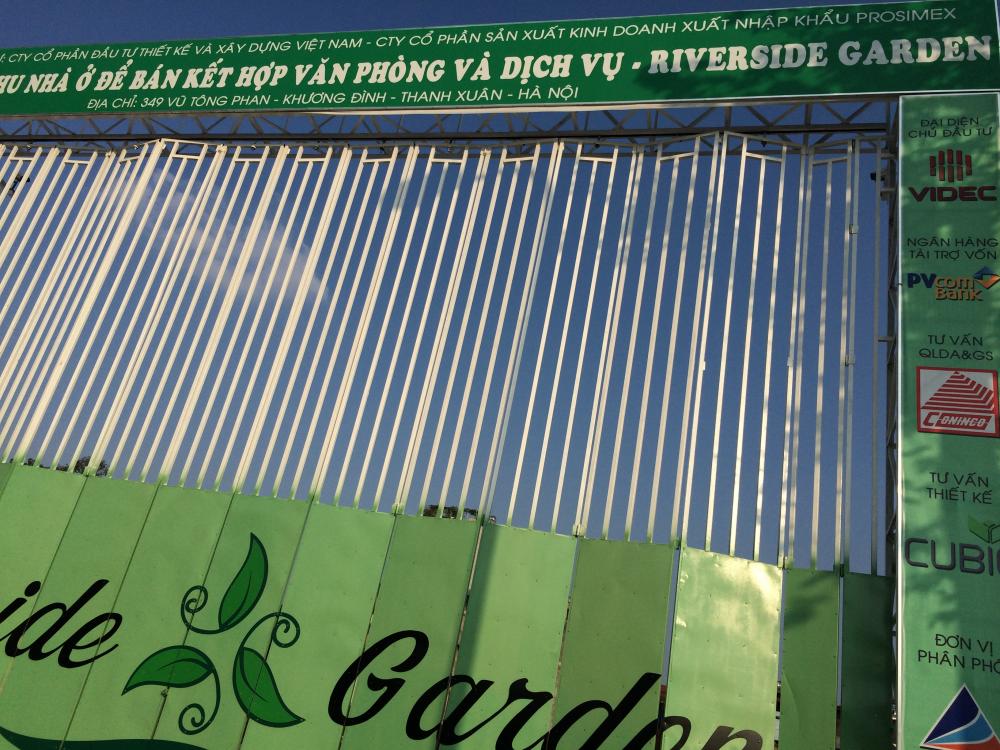 : CTY CỔ PHẦN ĐẦU TƯ THIẾT KẾ VÀ XÂY DỰNG VIỆT NAM - CTY CỔ PHẦN SẢN XUẤT KINH DOANH XUẤT NHẬP KHẨU PROSIMEX
HU NHÀ Ở ĐỂ BÁN KẾT HỢP VĂN PHÒNG VÀ DỊCH VỤ - RIVERSIDE GARDEN
ĐỊA CHỈ: 349 VŨ TÔNG PHAN - KHƯƠNG ĐÌNH - THANH XUÂN - HÀ NỘI
ĐẠI DIỆN
CHỦ ĐẦU TƯ
VIDEC
NGÂN HÀNG
TÀI TRỢ VỐN
PVcom
Bank
TƯ VẤN
QLDA&GS
CONINCO
TƯ VẤN
THIẾT KẾ
CUBIC
ĐƠN VỊ
PHÂN PHỐ
ide Garden